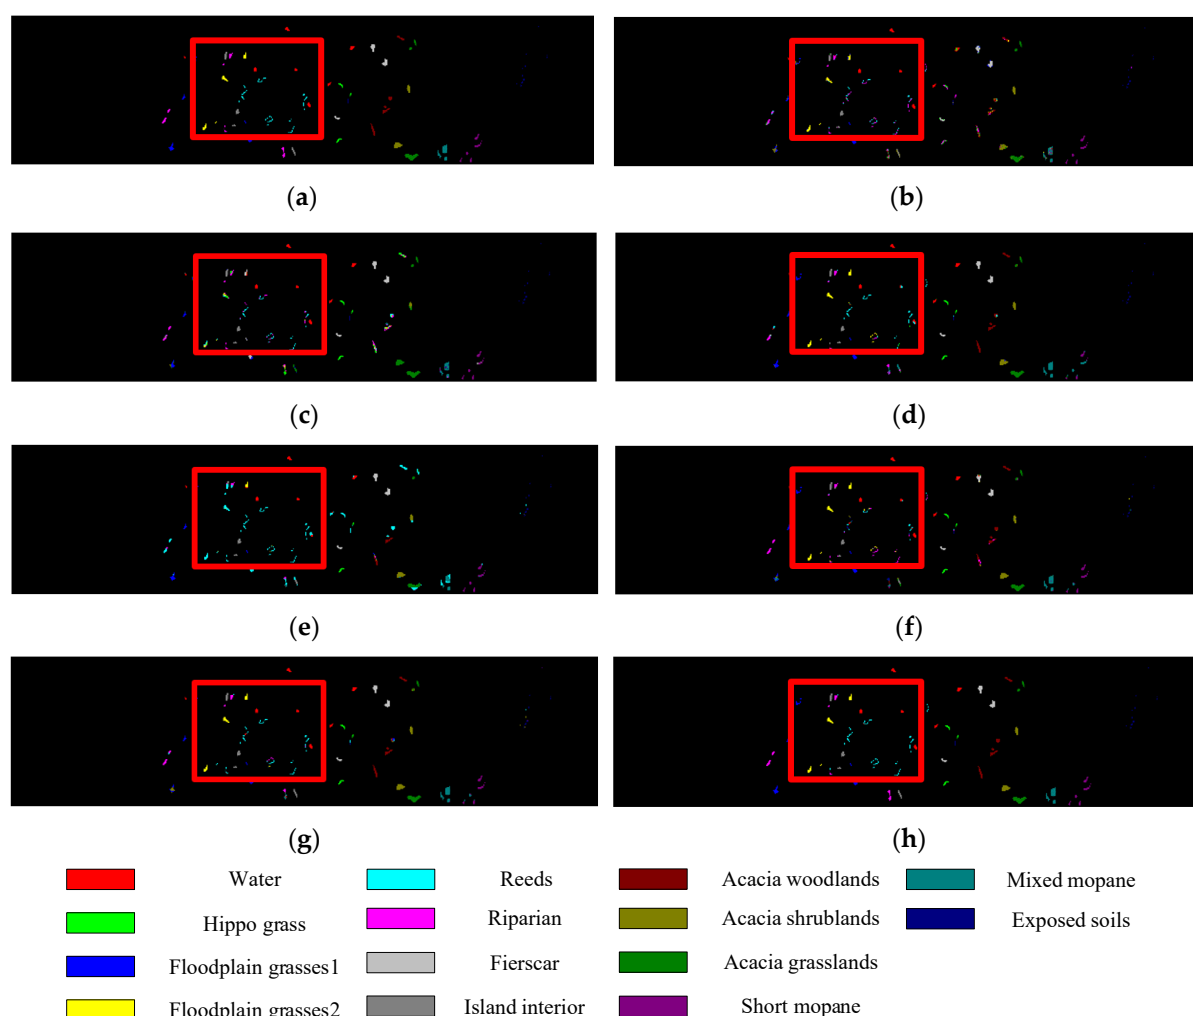 (a)
(b)
(c)
(d)
(e)
(f)
(g)
(h)
Water Reeds Acacia woodlands Mixed mopane
Hippo grass Riparian Acacia shrublands Exposed soils
Floodplain grasses1 Fierscar Acacia grasslands
Floodplain grasses2 Island interior Short mopane